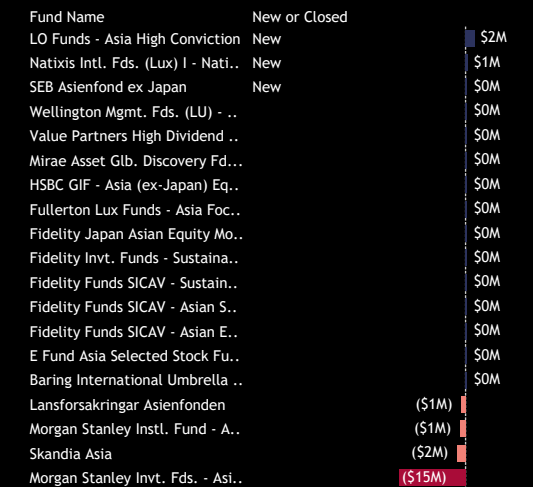 Fund Name New or Closed
LO Funds - Asia High Conviction New $2M
Natixis Intl. Fds. (Lux) I - Nati.. New $1M
SEB Asienfond ex Japan New $0M
Wellington Mgmt. Fds. (LU) - .. $0M
Value Partners High Dividend .. $0M
Mirae Asset Glb. Discovery Fd... $0M
HSBC GIF - Asia (ex-Japan) Eq.. $0M
Fullerton Lux Funds - Asia Foc.. $0M
Fidelity Japan Asian Equity Mo.. $0M
Fidelity Invt. Funds - Sustaina.. $0M
Fidelity Funds SICAV - Sustain.. $0M
Fidelity Funds SICAV - Asian S.. $0M
Fidelity Funds SICAV - Asian E.. $0M
E Fund Asia Selected Stock Fu.. $0M
Baring International Umbrella .. $0M
Lansforsakringar Asienfonden ($1M)
Morgan Stanley Instl. Fund - A.. ($1M)
Skandia Asia ($2M)
Morgan Stanley Invt. Fds. - Asi.. ($15M)